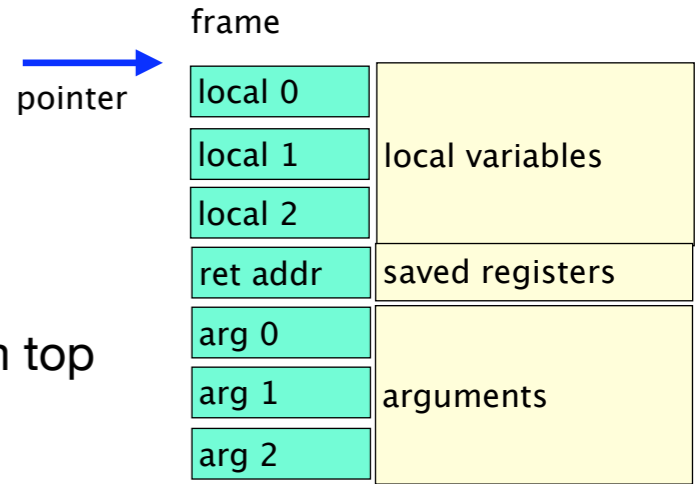 frame
pointer
local 0
local 1
local variables
local 2
ret addr
saved registers
arg 0
top
arg 1
arguments
arg 2